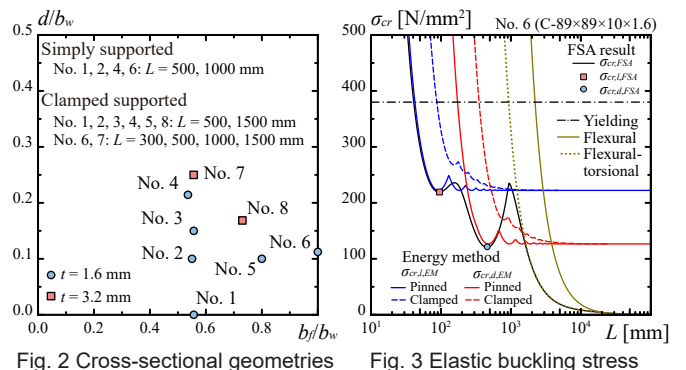 d/b_w
0.5
0.4
0.3
0.2
0.1
0.0
Simply supported
No. 1, 2, 4, 6: L = 500, 1000 mm
Clamped supported
No. 1, 2, 3, 4, 5, 8: L = 500, 1500 mm
No. 6, 7: L = 300, 500, 1000, 1500 mm
No. 7
No. 4
No. 8
No. 3
No. 6
No. 2
No. 5
No. 1
t = 1.6 mm
t = 3.2 mm
0.0 0.2 0.4 0.6 0.8 1.0
b_f/b_w
Fig. 2 Cross-sectional geometries
σ_cr [N/mm²]
No. 6 (C-89×89×10×1.6)
500
400
300
200
100
0
FSA result
σ_cr,FSA
σ_cr,l,FSA
σ_cr,d,FSA
Yielding
Flexural
Flexural-
torsional
Energy method
σ_cr,l,EM σ_cr,d,EM
Pinned Pinned
Clamped Clamped
10¹ 10² 10³ 10⁴ 10⁵
L [mm]
Fig. 3 Elastic buckling stress